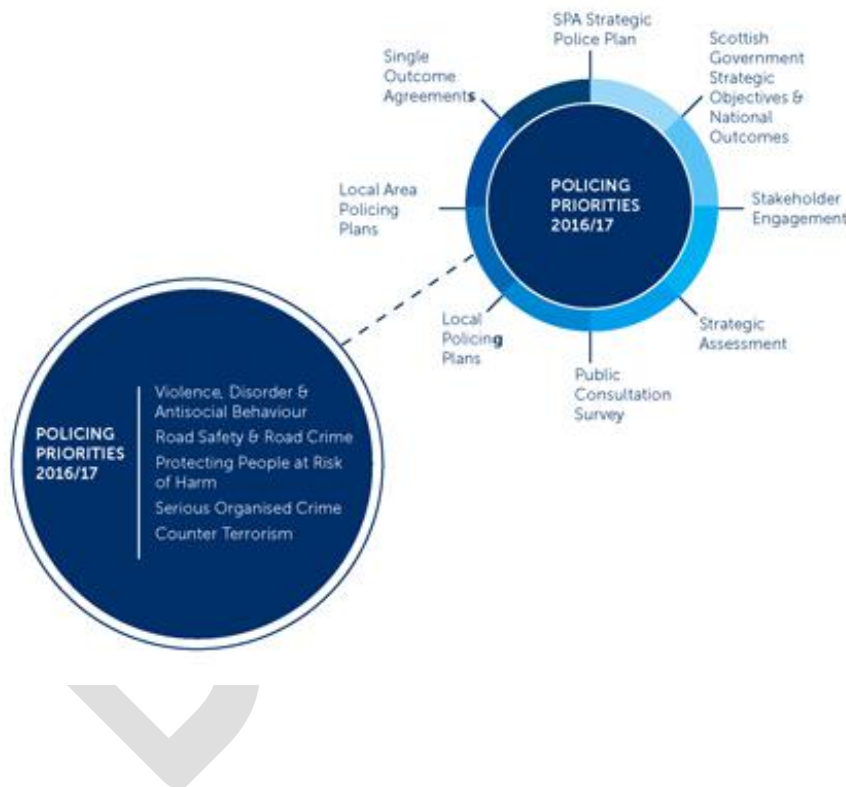 SPA Strategic
Police Plan
Scottish
Government
Strategic
Objectives &
National
Outcomes
Stakeholder
Engagement
Strategic
Assessment
Public
Consultation
Survey
Local
Policing
Plans
Local Area
Policing
Plans
Single
Outcome
Agreements
POLICING
PRIORITIES
2016/17
POLICING
PRIORITIES
2016/17
Violence, Disorder &
Antisocial Behaviour
Road Safety & Road Crime
Protecting People at Risk
of Harm
Serious Organised Crime
Counter Terrorism